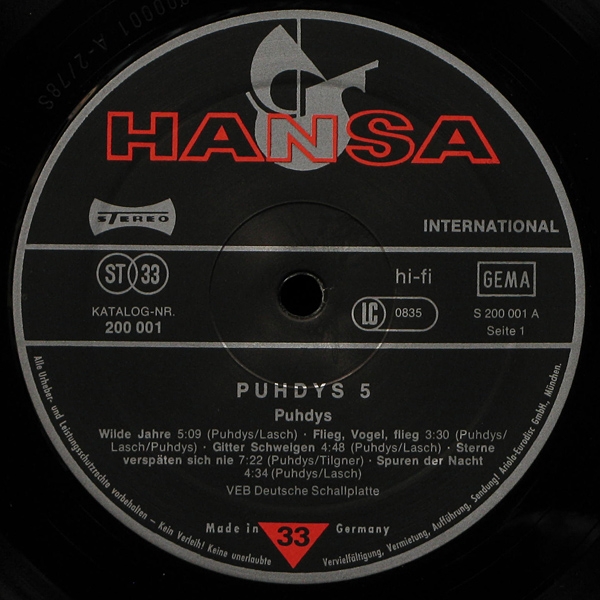 200001 A-2/78S
HANSA
STEREO
INTERNATIONAL
ST 33
hi-fi
GEMA
KATALOG-NR.
200 001
LC 0835
S 200 001 A
Seite 1
PUHDYS 5
Puhdys
Wilde Jahre 5:09 (Puhdys/Lasch) · Flieg, Vogel, flieg 3:30 (Puhdys/
Lasch/Puhdys) · Gitter Schweigen 4:48 (Puhdys/Lasch) · Sterne
verspäten sich nie 7:22 (Puhdys/Tilgner) · Spuren der Nacht
4:34 (Puhdys/Lasch)
VEB Deutsche Schallplatte
Made in 33 Germany
Alle Urheber- und Leistungsschutzrechte vorbehalten – Kein Verleih! Keine unerlaubte Vervielfältigung, Vermietung, Aufführung, Sendung! Ariola-Eurodisc GmbH., München.